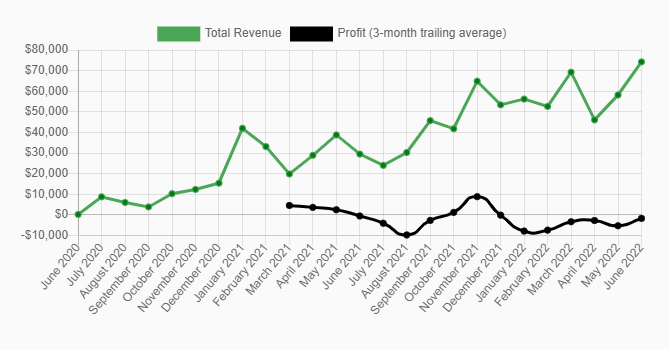 Total Revenue
Profit (3-month trailing average)
$80,000
$70,000
$60,000
$50,000
$40,000
$30,000
$20,000
$10,000
$0
-$10,000
June 2020
July 2020
August 2020
September 2020
October 2020
November 2020
December 2020
January 2021
February 2021
March 2021
April 2021
May 2021
June 2021
July 2021
August 2021
September 2021
October 2021
November 2021
December 2021
January 2022
February 2022
March 2022
April 2022
May 2022
June 2022